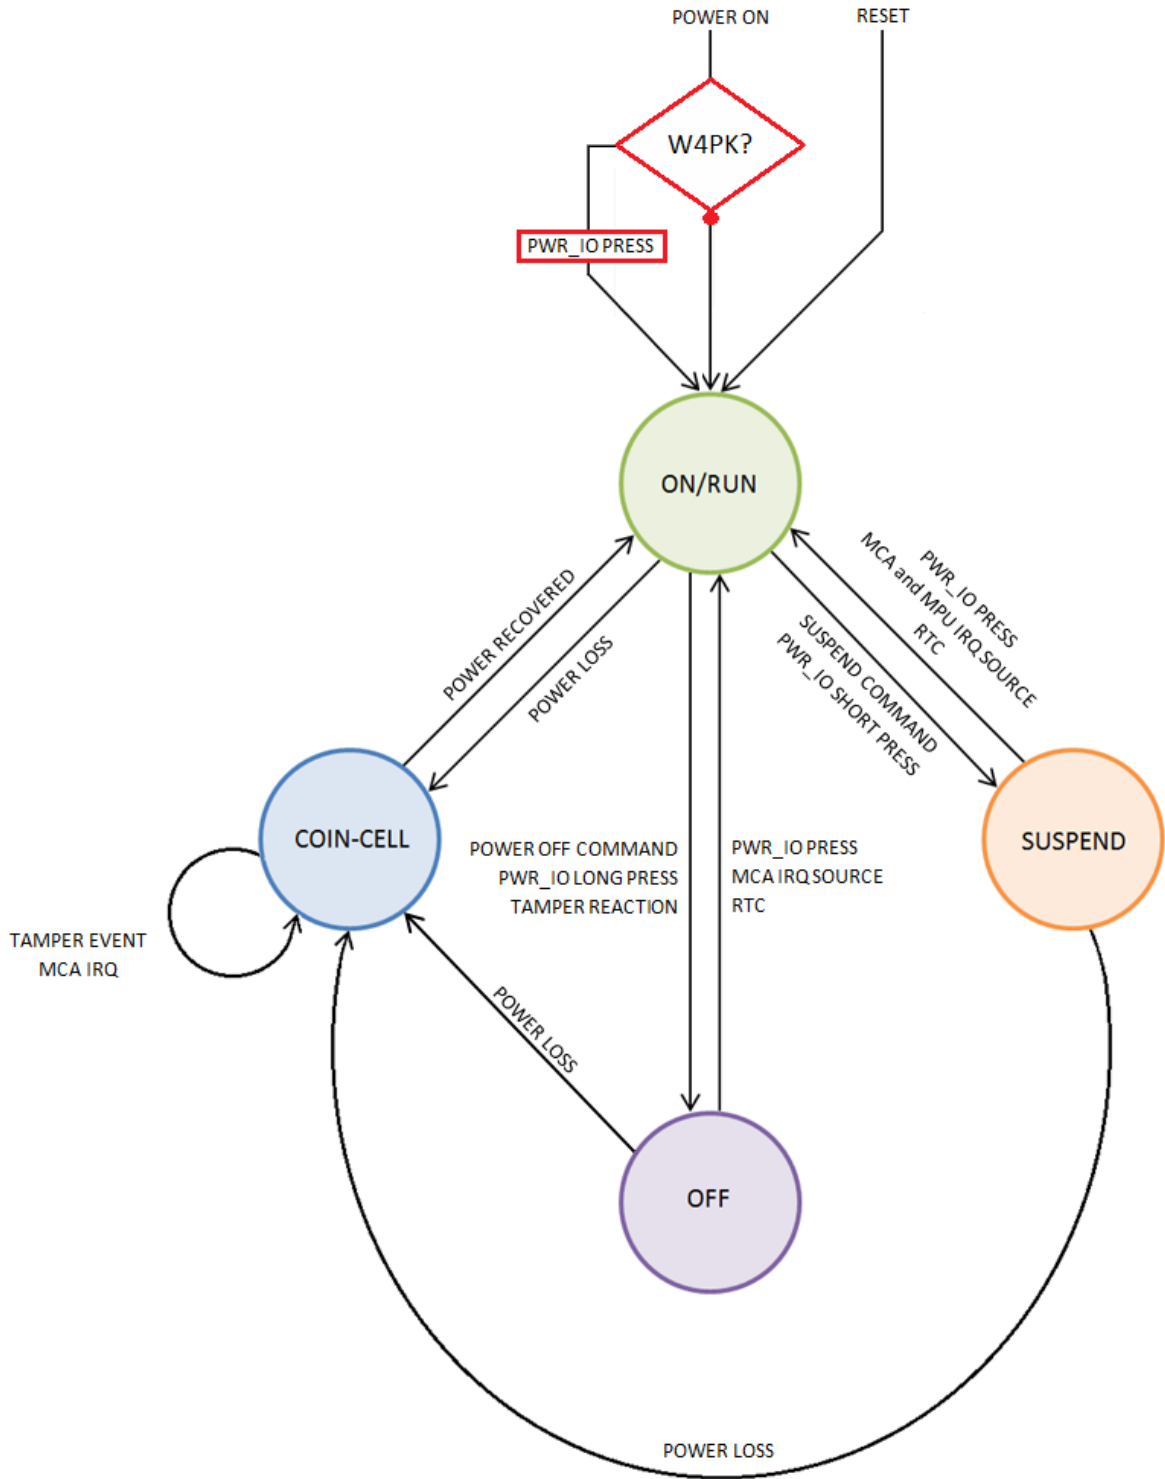 POWER ON
RESET
W4PK?
PWR_IO PRESS
ON/RUN
POWER RECOVERED
POWER LOSS
PWR_IO PRESS
MCA and MPU IRQ SOURCE
RTC
SUSPEND COMMAND
PWR_IO SHORT PRESS
COIN-CELL
SUSPEND
POWER OFF COMMAND
PWR_IO LONG PRESS
TAMPER REACTION
PWR_IO PRESS
MCA IRQ SOURCE
RTC
TAMPER EVENT
MCA IRQ
POWER LOSS
OFF
POWER LOSS